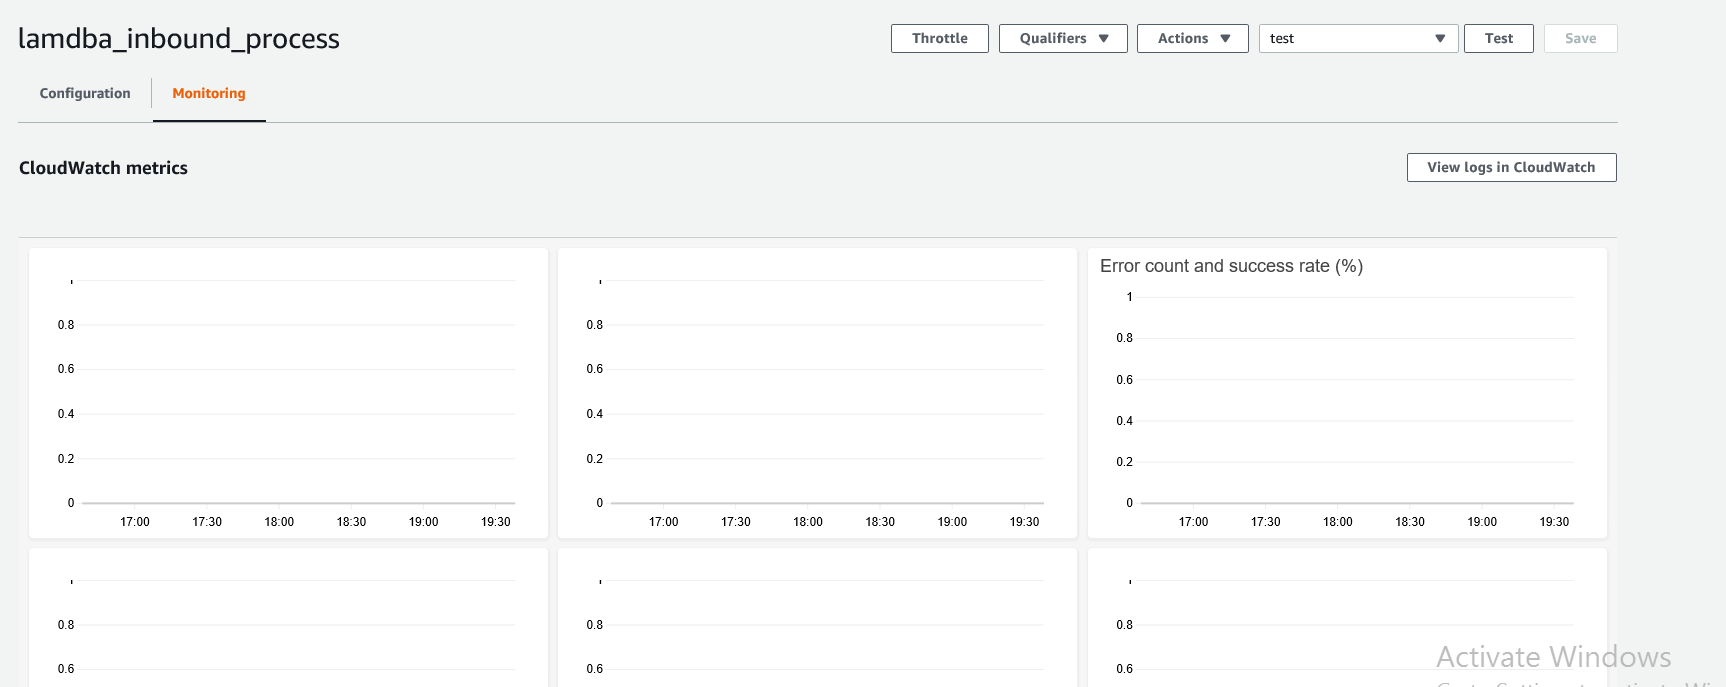 lamdba_inbound_process
Throttle Qualifiers Actions test Test Save
Configuration Monitoring
CloudWatch metrics
View logs in CloudWatch
Error count and success rate (%)
0.8
0.6
0.4
0.2
0
17:00 17:30 18:00 18:30 19:00 19:30
0.8
0.6
0.4
0.2
0
17:00 17:30 18:00 18:30 19:00 19:30
1
0.8
0.6
0.4
0.2
0
17:00 17:30 18:00 18:30 19:00 19:30
0.8
0.6
0.8
0.6
0.8
0.6
Activate Windows